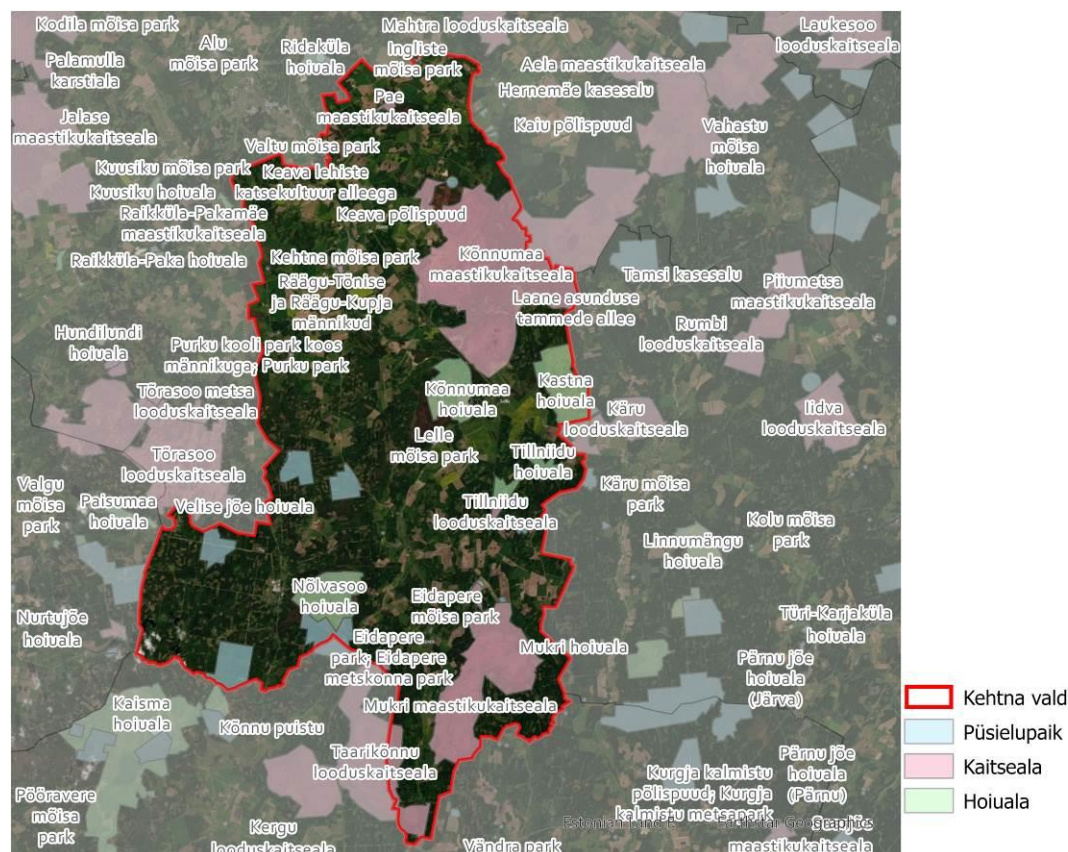 Kodila mõisa park
Mahtra looduskaitseala
Laukesoo
looduskaitseala
Alu
mõisa park
Ridaküla
hoiuala
Ingliste
mõisa park
Palamulla
karstiala
Aela maastikukaitseala
Hernemäe kasesalu
Pae
maastikukaitseala
Jalase
maastikukaitseala
Kaiu põlispuud
Vahastu
mõisa
hoiuala
Valtu mõisa park
Kuusiku mõisa park
Keava lehiste
katsekultuur alleega
Kuusiku hoiuala
Raikküla-Pakamäe
maastikukaitseala
Keava põlispuud
Raikküla-Paka hoiuala
Kehtna mõisa park
Kõnnumaa
maastikukaitseala
Tamsi kasesalu
Piiumetsa
maastikukaitseala
Räägu-Tõnise
ja Räägu-Kupja
männikud
Laane asunduse
tammede allee
Rumbi
looduskaitseala
Hundilundi
hoiuala
Purku kooli park koos
männikuga; Purku park
Tõrasoo metsa
looduskaitseala
Kõnnumaa
hoiuala
Kastna
hoiuala
Käru
looduskaitseala
Iidva
looduskaitseala
Lelle
mõisa park
Tõrasoo
looduskaitseala
Tillniidu
hoiuala
Valgu
mõisa
park
Paisumaa
hoiuala
Velise jõe hoiuala
Tillniidu
looduskaitseala
Käru mõisa
park
Kolu mõisa
park
Linnumängu
hoiuala
Nõlvasoo
hoiuala
Eidapere
mõisa park
Nurtujõe
hoiuala
Türi-Karjaküla
hoiuala
Eidapere
park; Eidapere
metskonna park
Mukri hoiuala
Pärnu jõe
hoiuala
(Järva)
Kaisma
hoiuala
Kõnnu puistu
Mukri maastikukaitseala
Taarikõnnu
looduskaitseala
Pärnu jõe
hoiuala
(Pärnu)
Kurgja kalmistu
põlispuud; Kurgja
kalmistu metsapark
Pööravere
mõisa
park
Kergu
looduskaitseala
Vändra park
maastikukaitseala
Kehtna vald
Püsielupaik
Kaitseala
Hoiuala